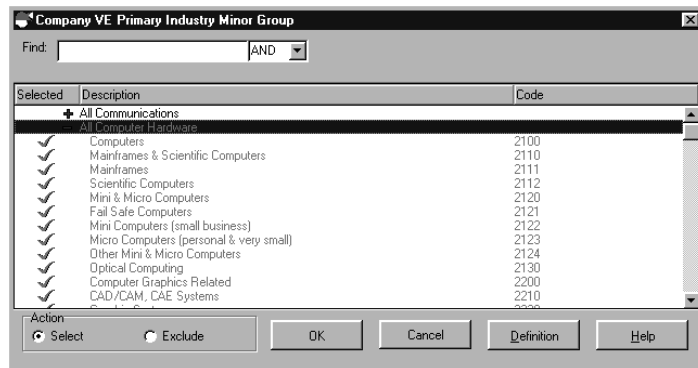 Company VE Primary Industry Minor Group
Find: AND
Selected Description Code
All Communications
All Computer Hardware
Computers 2100
Mainframes & Scientific Computers 2110
Mainframes 2111
Scientific Computers 2112
Mini & Micro Computers 2120
Fail Safe Computers 2121
Mini Computers (small business) 2122
Micro Computers (personal & very small) 2123
Other Mini & Micro Computers 2124
Optical Computing 2130
Computer Graphics Related 2200
CAD/CAM, CAE Systems 2210
Action
Select Exclude OK Cancel Definition Help